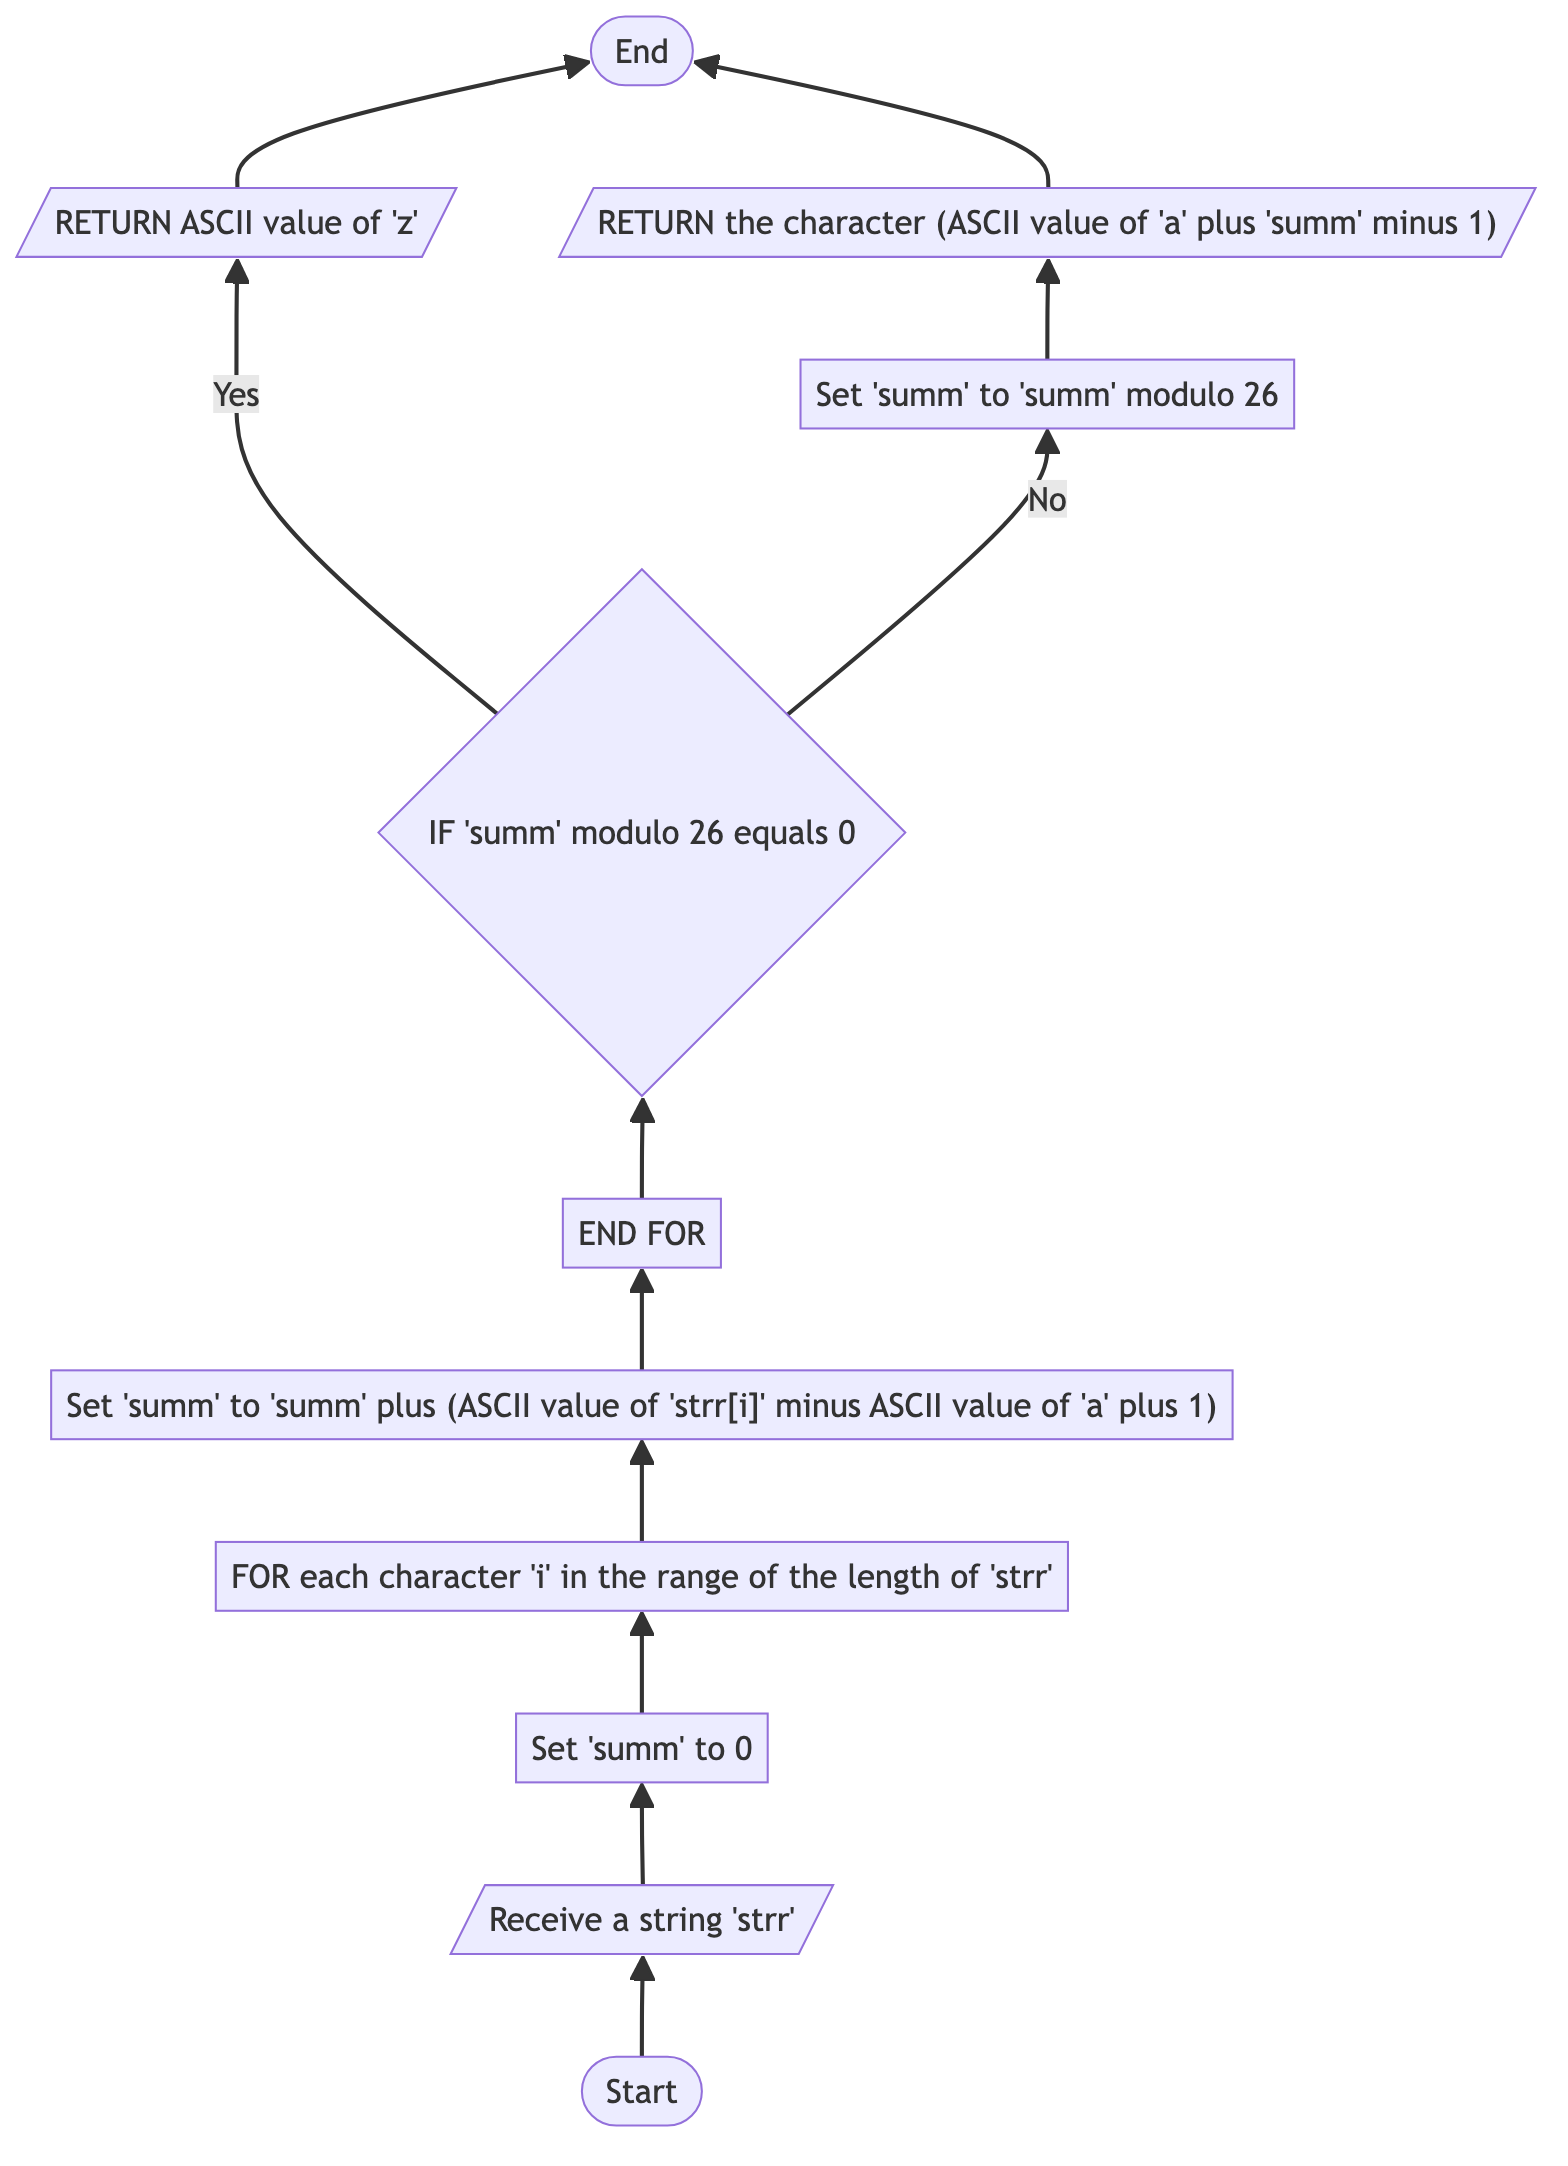 End
RETURN ASCII value of 'z'
RETURN the character (ASCII value of 'a' plus 'summ' minus 1)
Yes
Set 'summ' to 'summ' modulo 26
No
IF 'summ' modulo 26 equals 0
END FOR
Set 'summ' to 'summ' plus (ASCII value of 'strr[i]' minus ASCII value of 'a' plus 1)
FOR each character 'i' in the range of the length of 'strr'
Set 'summ' to 0
Receive a string 'strr'
Start